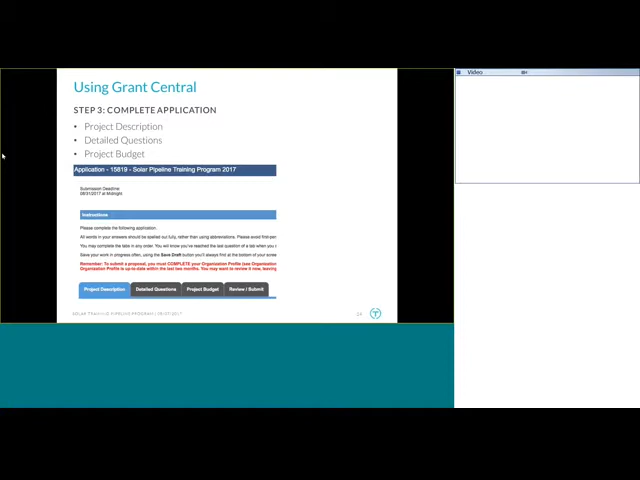 Video
Using Grant Central
STEP 3: COMPLETE APPLICATION
• Project Description
• Detailed Questions
• Project Budget
Application - 15819 - Solar Pipeline Training Program 2017
Submission Deadline
08/31/2017 at Midnight
Instructions
Please complete the following application.
All words in your answers should be spelled out fully, rather than using abbreviations. Please avoid first-per
You may complete the tabs in any order. You will know you've reached the last question of a tab when you r
Save your work in progress often, using the Save Draft button you'll always find at the bottom of your scree
Remember: To submit a proposal, you must COMPLETE your Organization Profile (see Organization
Organization Profile is up-to-date within the last two months. You may want to review it now, leaving
Project Description Detailed Questions Project Budget Review / Submit
SOLAR TRAINING PIPELINE PROGRAM | 08/02/2017
24